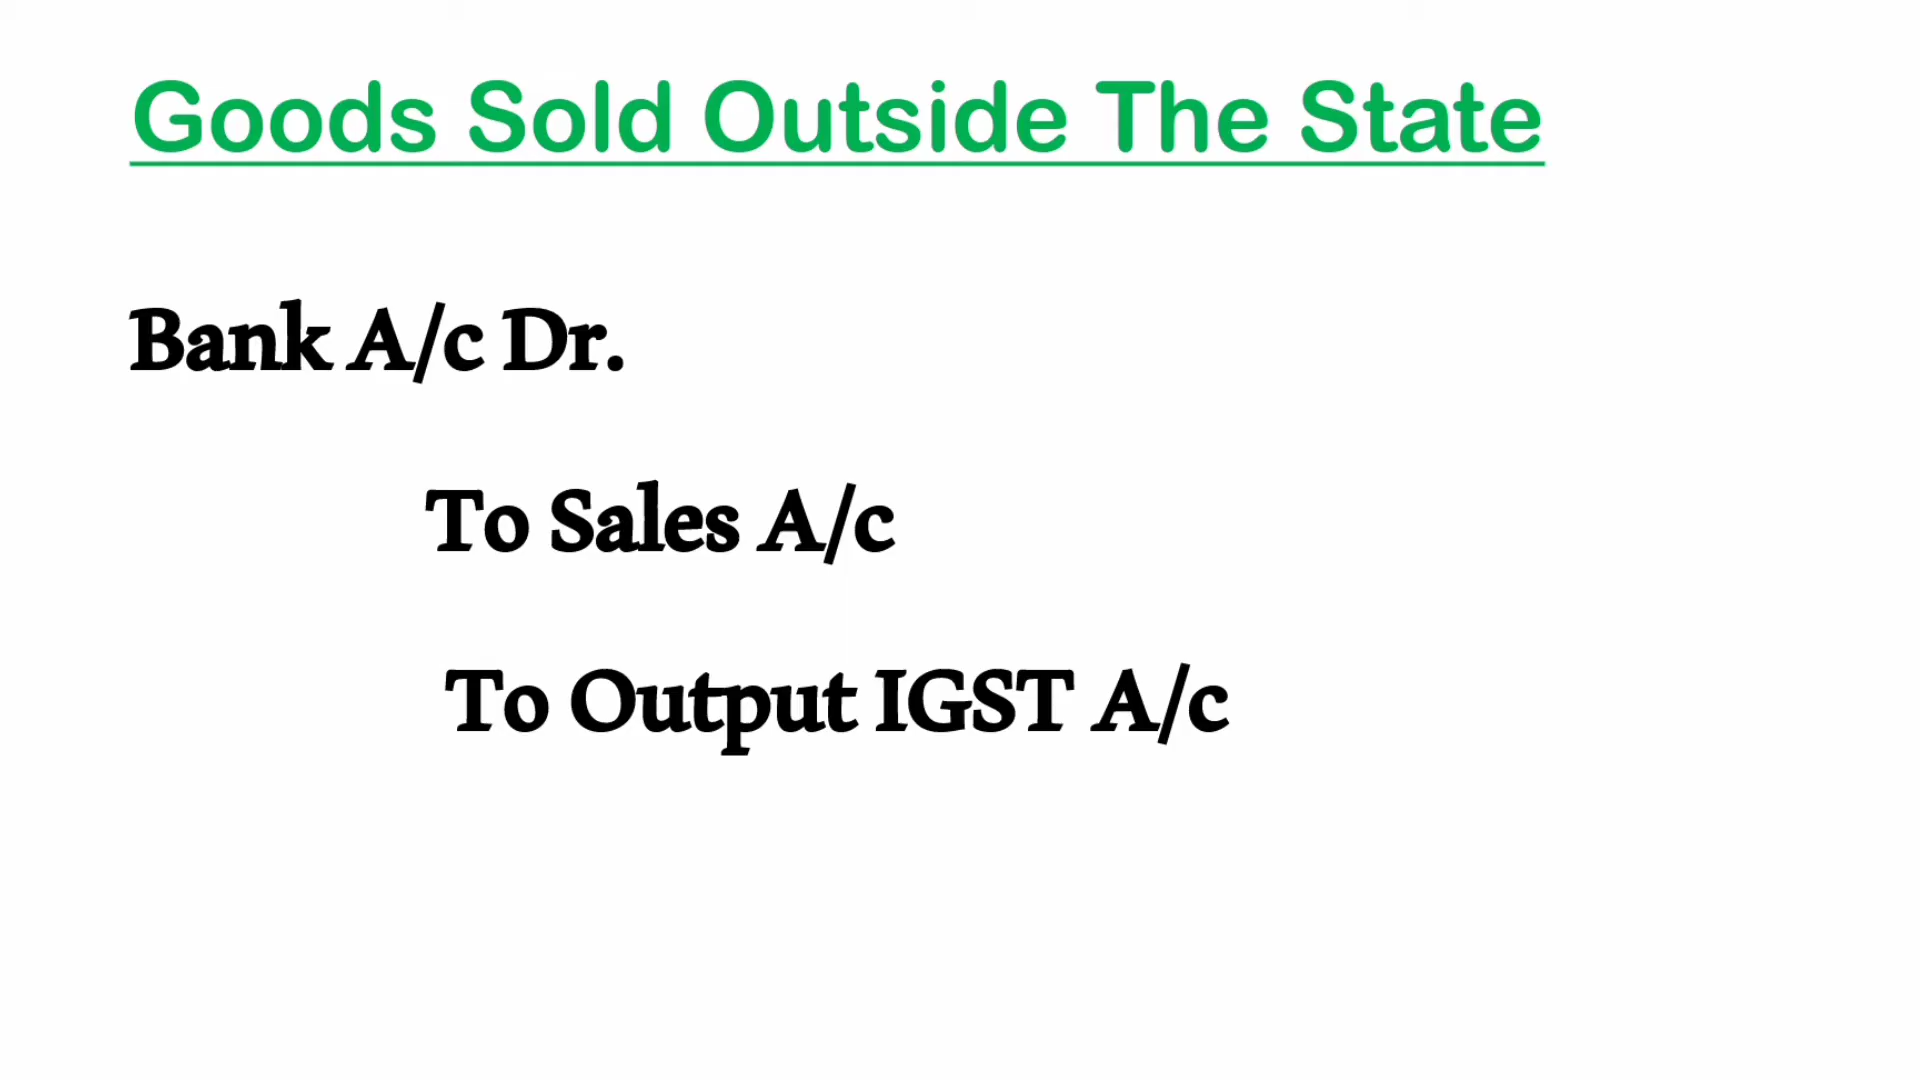 Goods Sold Outside The State
Bank A/c Dr.
To Sales A/c
To Output IGST A/c